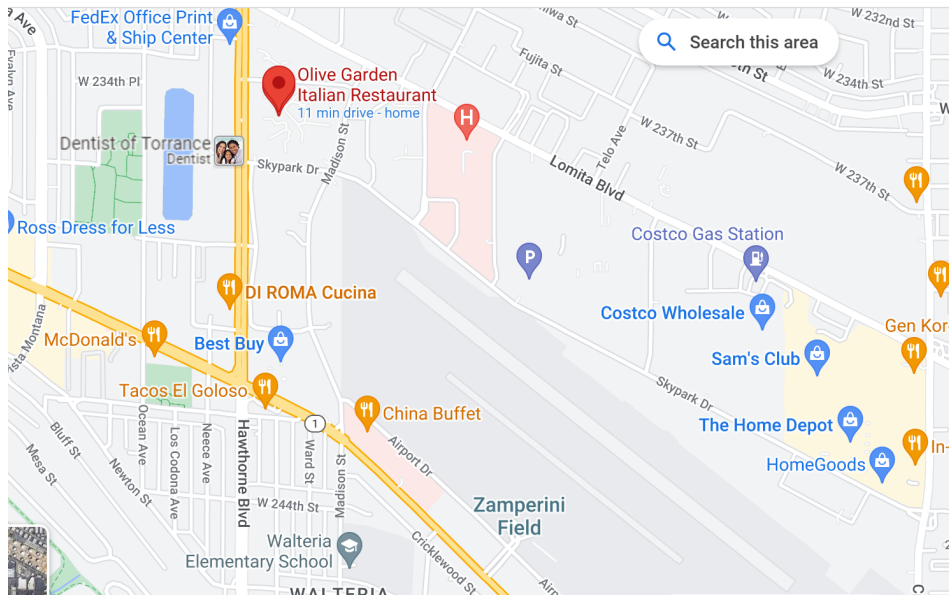 a Ave
FedEx Office Print
& Ship Center
W 232nd St
Search this area
Fujita St
W 234th Pl
Evalyn Ave
Olive Garden
Italian Restaurant
11 min drive - home
W 234th St
H
W 237th St
Telo Ave
Dentist of Torrance
Dentist
Madison St
Skypark Dr
Lomita Blvd
W 237th St
Ross Dress for Less
Costco Gas Station
P
DI ROMA Cucina
Costco Wholesale
McDonald's
Best Buy
Gen Kor
Sam's Club
Tacos El Goloso
Skypark Dr
China Buffet
1
The Home Depot
In-
HomeGoods
Hawthorne Blvd
Ocean Ave
Los Codona Ave
Neece Ave
Bluff St
Mesa St
Newton St
Ward St
Madison St
Airport Dr
W 244th St
Zamperini
Field
Walteria
Elementary School
Cricklewood St
WALTERIA